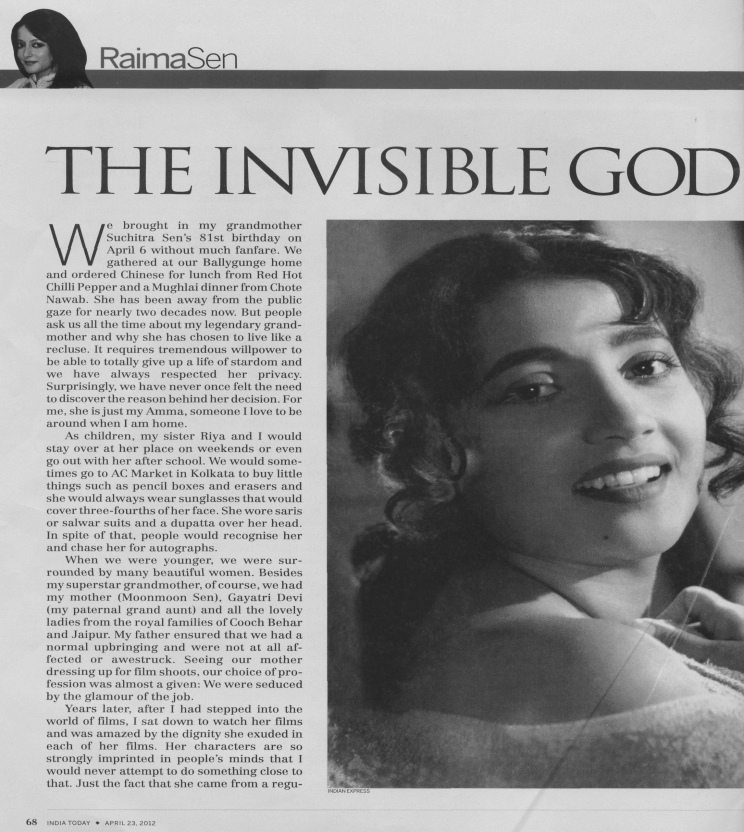 RaimaSen
THE INVISIBLE GOD
We brought in my grandmother
Suchitra Sen's 81st birthday on
April 6 without much fanfare. We
gathered at our Ballygunge home
and ordered Chinese for lunch from Red Hot
Chilli Pepper and a Mughlai dinner from Chote
Nawab. She has been away from the public
gaze for nearly two decades now. But people
ask us all the time about my legendary grand-
mother and why she has chosen to live like a
recluse. It requires tremendous willpower to
be able to totally give up a life of stardom and
we have always respected her privacy.
Surprisingly, we have never once felt the need
to discover the reason behind her decision. For
me, she is just my Amma, someone I love to be
around when I am home.
As children, my sister Riya and I would
stay over at her place on weekends or even
go out with her after school. We would some-
times go to AC Market in Kolkata to buy little
things such as pencil boxes and erasers and
she would always wear sunglasses that would
cover three-fourths of her face. She wore saris
or salwar suits and a dupatta over her head.
In spite of that, people would recognise her
and chase her for autographs.
When we were younger, we were sur-
rounded by many beautiful women. Besides
my superstar grandmother, of course, we had
my mother (Moonmoon Sen), Gayatri Devi
(my paternal grand aunt) and all the lovely
ladies from the royal families of Cooch Behar
and Jaipur. My father ensured that we had a
normal upbringing and were not at all af-
fected or awestruck. Seeing our mother
dressing up for film shoots, our choice of pro-
fession was almost a given: We were seduced
by the glamour of the job.
Years later, after I had stepped into the
world of films, I sat down to watch her films
and was amazed by the dignity she exuded in
each of her films. Her characters are so
strongly imprinted in people's minds that I
would never attempt to do something close to
that. Just the fact that she came from a regu-
INDIAN EXPRESS
68 INDIA TODAY ◆ APRIL 23, 2012